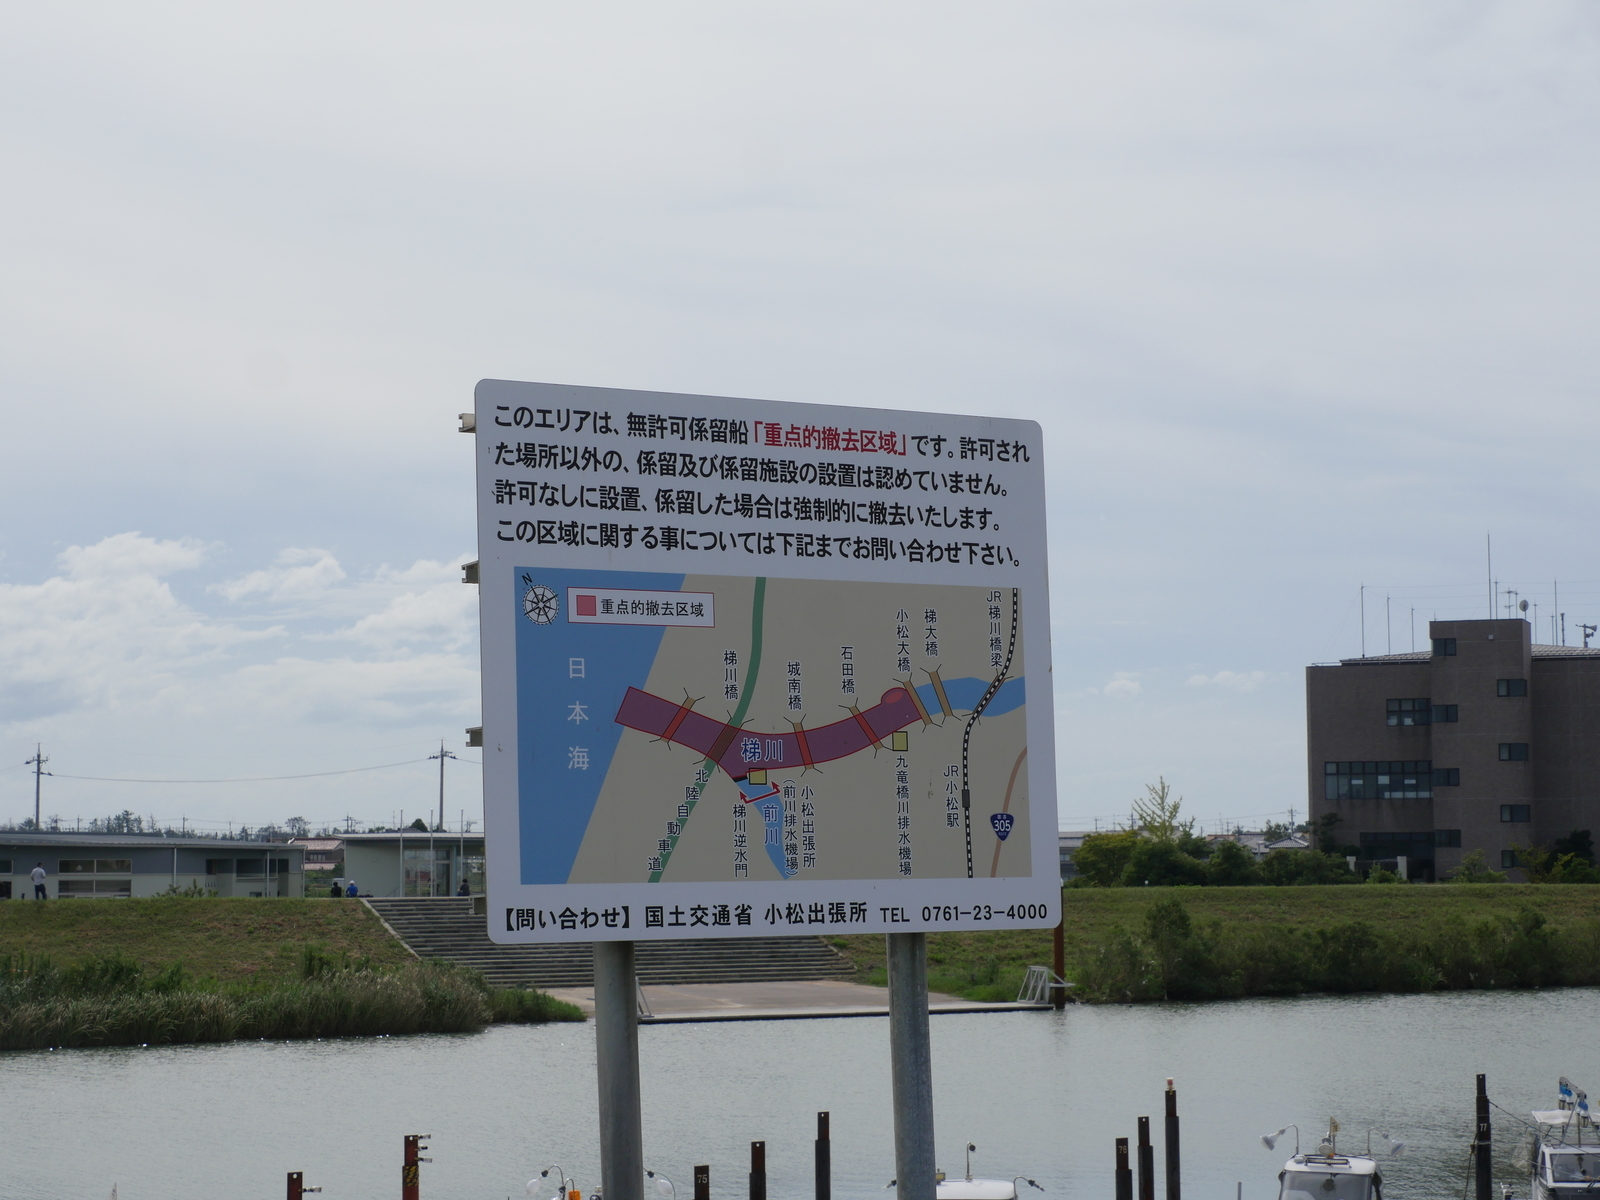 このエリアは、無許可係留船「重点的撤去区域」です。許可され
た場所以外の、係留及び係留施設の設置は認めていません。
許可なしに設置、係留した場合は強制的に撤去いたします。
この区域に関する事については下記までお問い合わせ下さい。
N
重点的撤去区域
日本海
梯川橋
城南橋
石田橋
小松大橋
梯大橋
JR梯川橋梁
梯川
北陸自動車道
梯川逆水門
前川
(前川排水機場)
小松出張所
九竜橋川排水機場
JR小松駅
305
【問い合わせ】国土交通省 小松出張所 TEL 0761-23-4000
75
76
77